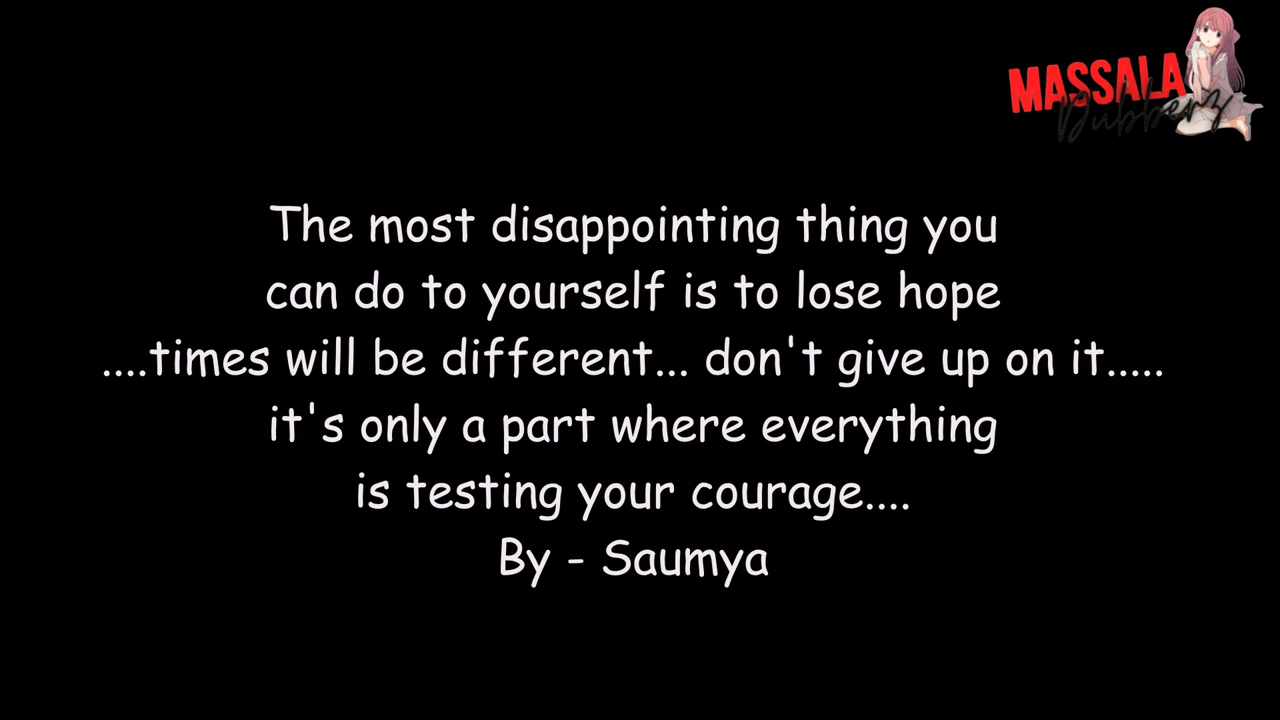 MASSALA
Dubberz
The most disappointing thing you
can do to yourself is to lose hope
....times will be different... don't give up on it.....
it's only a part where everything
is testing your courage....
By - Saumya